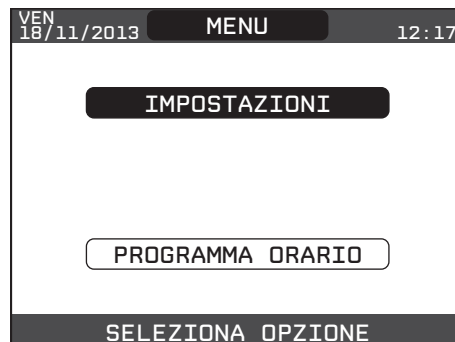 VEN
18/11/2013 MENU 12:17
IMPOSTAZIONI
PROGRAMMA ORARIO
SELEZIONA OPZIONE